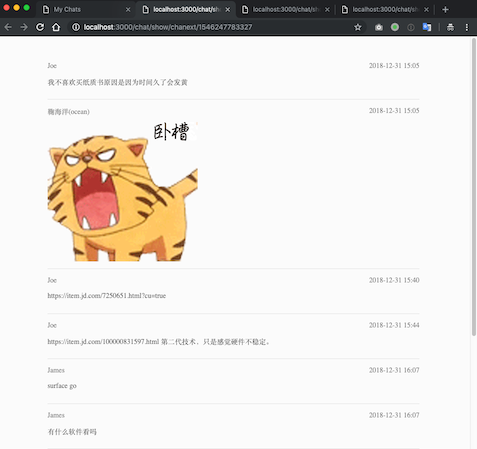 My Chats
localhost:3000/chat/sh
localhost:3000/chat/sh
localhost:3000/chat/sh
localhost:3000/chat/show/chanext/1546247783327
Joe 2018-12-31 15:05
我不喜欢买纸质书原因是因为时间久了会发黄
鞠海洋(ocean) 2018-12-31 15:05
卧槽
Joe 2018-12-31 15:40
https://item.jd.com/7250651.html?cu=true
Joe 2018-12-31 15:44
https://item.jd.com/100000831597.html 第二代技术，只是感觉硬件不稳定。
James 2018-12-31 16:07
surface go
James 2018-12-31 16:07
有什么软件看吗